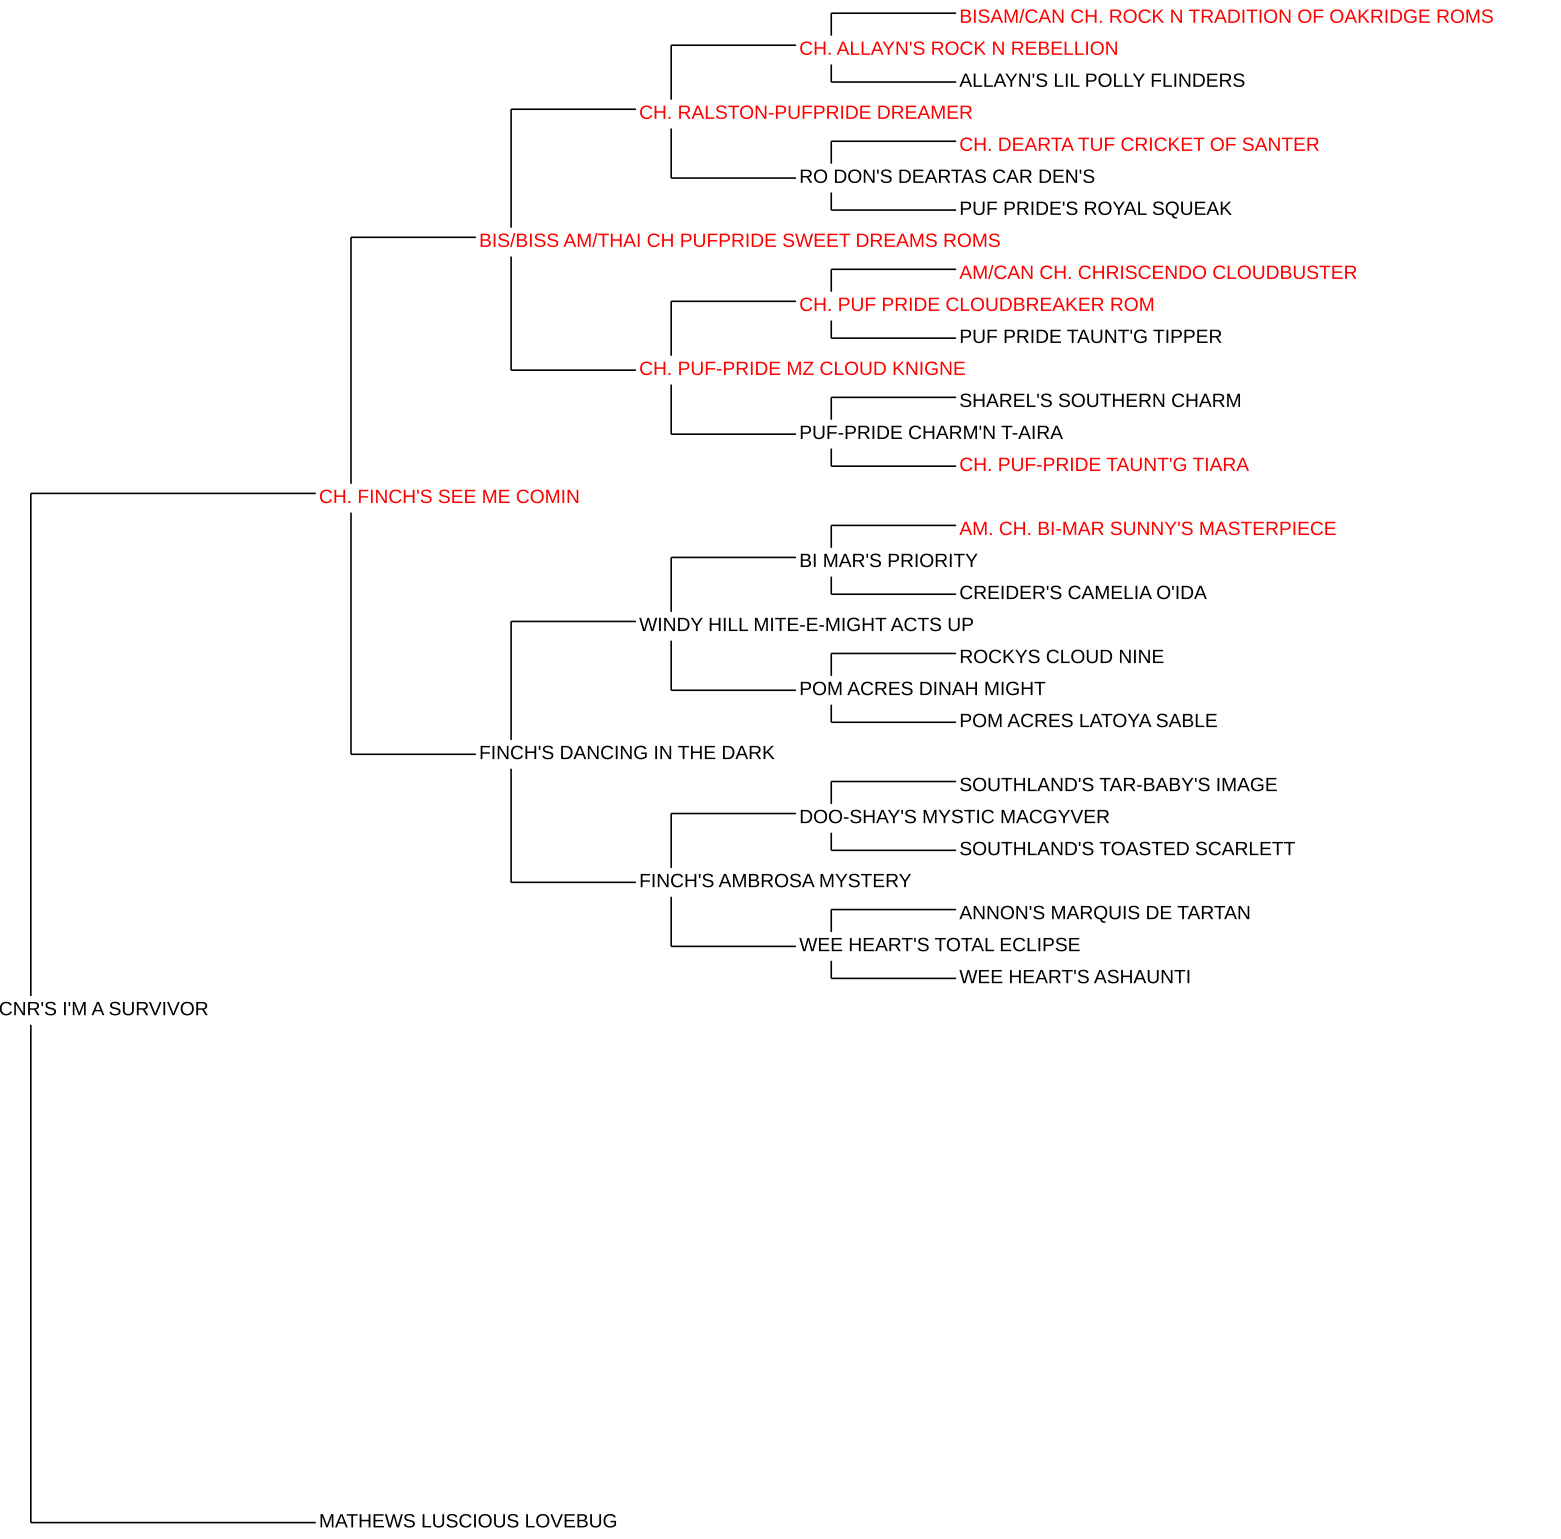 BISAM/CAN CH. ROCK N TRADITION OF OAKRIDGE ROMS
CH. ALLAYN'S ROCK N REBELLION
ALLAYN'S LIL POLLY FLINDERS
CH. RALSTON-PUFPRIDE DREAMER
CH. DEARTA TUF CRICKET OF SANTER
RO DON'S DEARTAS CAR DEN'S
PUF PRIDE'S ROYAL SQUEAK
BIS/BISS AM/THAI CH PUFPRIDE SWEET DREAMS ROMS
AM/CAN CH. CHRISCENDO CLOUDBUSTER
CH. PUF PRIDE CLOUDBREAKER ROM
PUF PRIDE TAUNT'G TIPPER
CH. PUF-PRIDE MZ CLOUD KNIGNE
SHAREL'S SOUTHERN CHARM
PUF-PRIDE CHARM'N T-AIRA
CH. PUF-PRIDE TAUNT'G TIARA
CH. FINCH'S SEE ME COMIN
AM. CH. BI-MAR SUNNY'S MASTERPIECE
BI MAR'S PRIORITY
CREIDER'S CAMELIA O'IDA
WINDY HILL MITE-E-MIGHT ACTS UP
ROCKYS CLOUD NINE
POM ACRES DINAH MIGHT
POM ACRES LATOYA SABLE
FINCH'S DANCING IN THE DARK
SOUTHLAND'S TAR-BABY'S IMAGE
DOO-SHAY'S MYSTIC MACGYVER
SOUTHLAND'S TOASTED SCARLETT
FINCH'S AMBROSA MYSTERY
ANNON'S MARQUIS DE TARTAN
WEE HEART'S TOTAL ECLIPSE
WEE HEART'S ASHAUNTI
CNR'S I'M A SURVIVOR
MATHEWS LUSCIOUS LOVEBUG